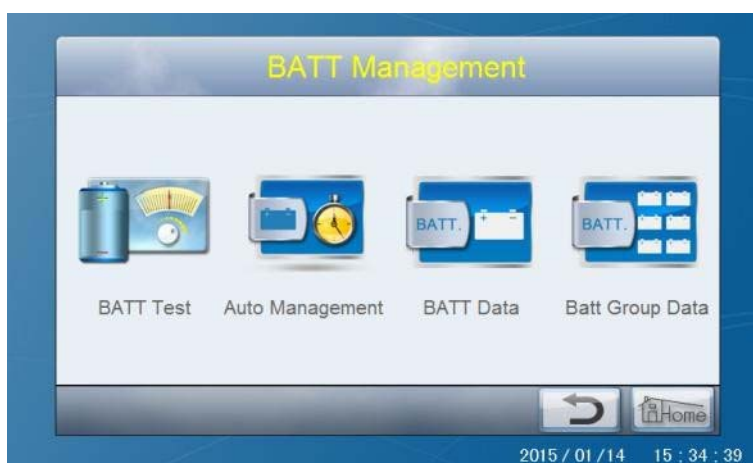 BATT Management
BATT. BATT.
BATT Test Auto Management BATT Data Batt Group Data
Home
2015 / 01 /14 15 : 34 : 39